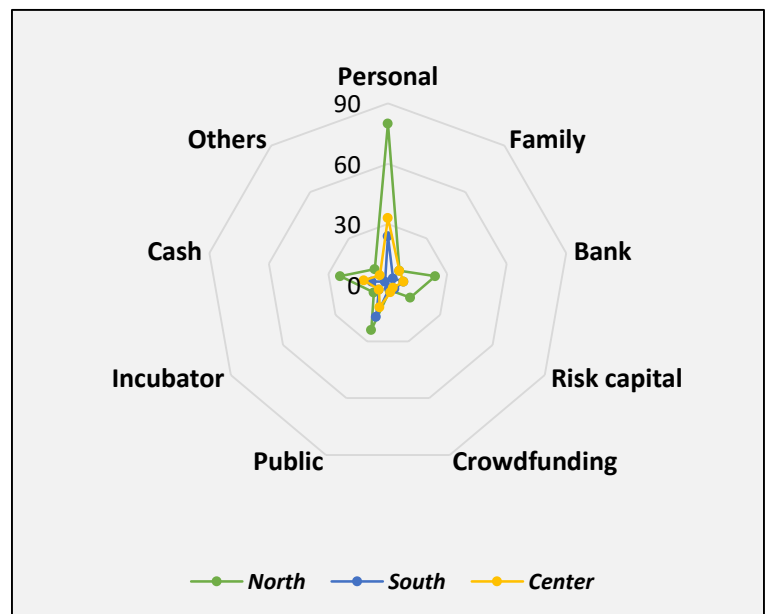 Personal
90
Others
Family
60
30
Cash
Bank
0
Incubator
Risk capital
Public
Crowdfunding
North South Center